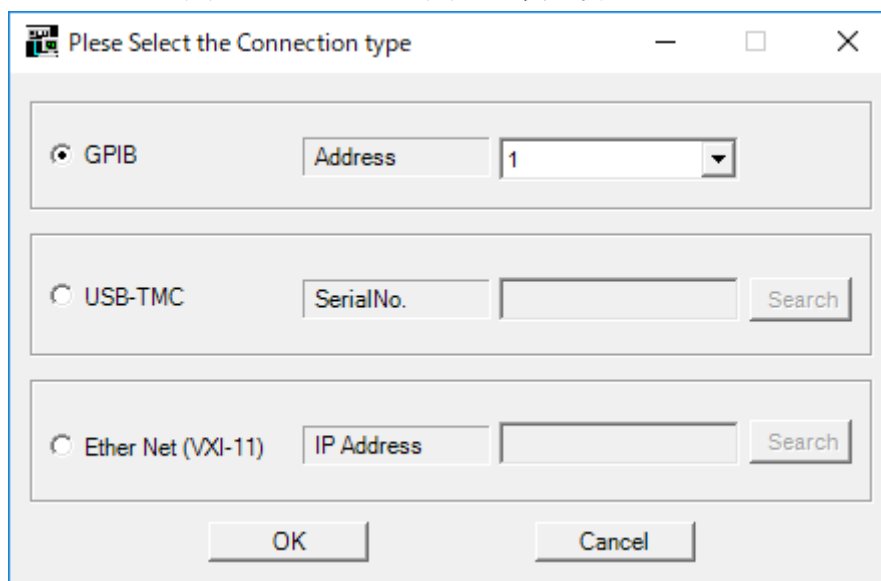 Plese Select the Connection type
GPIB Address 1
USB-TMC SerialNo. Search
Ether Net (VXI-11) IP Address Search
OK Cancel